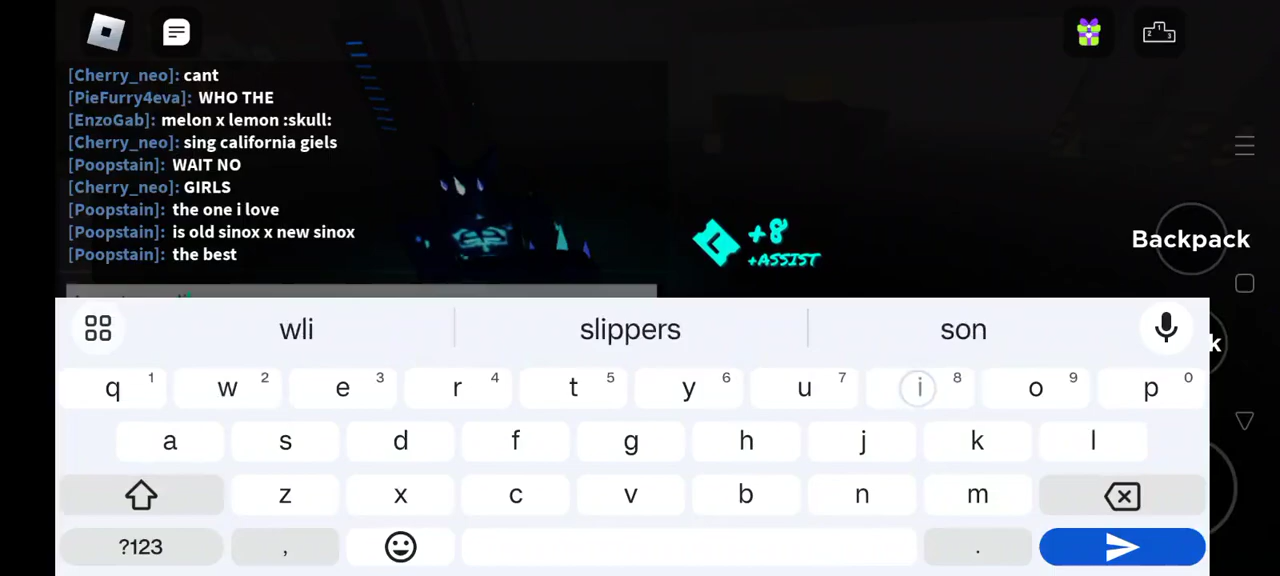 [Cherry_neo]: cant
[PieFurry4eva]: WHO THE
[EnzoGab]: melon x lemon :skull:
[Cherry_neo]: sing california giels
[Poopstain]: WAIT NO
[Cherry_neo]: GIRLS
[Poopstain]: the one i love
[Poopstain]: is old sinox x new sinox
[Poopstain]: the best
+8
+ASSIST
Backpack
k
wli slippers son
q 1 w 2 e 3 r 4 t 5 y 6 u 7 i 8 o 9 p 0
a s d f g h j k l
z x c v b n m
?123 , .